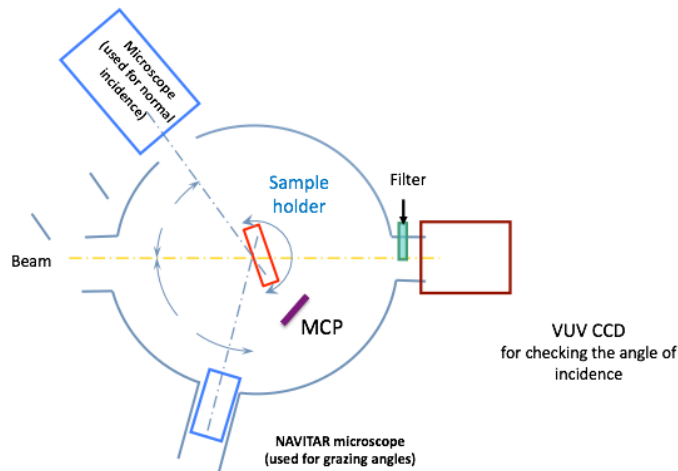 Microscope
(used for normal
incidence)
Sample
holder
Filter
Beam
MCP
VUV CCD
for checking the angle of
incidence
NAVITAR microscope
(used for grazing angles)